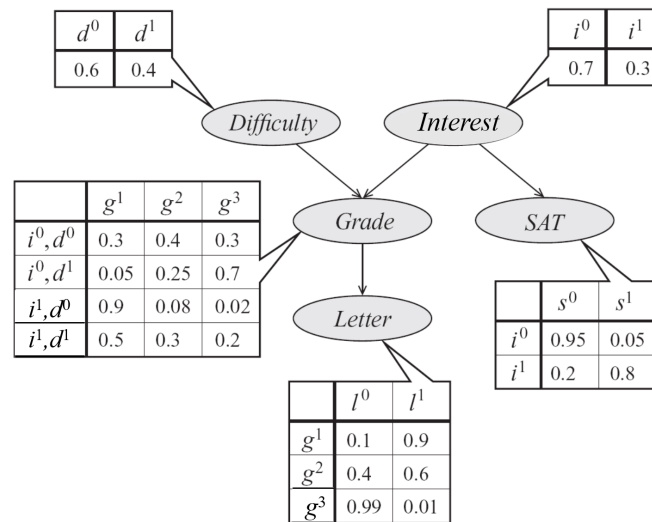 d⁰ d¹
0.6 0.4
i⁰ i¹
0.7 0.3
Difficulty
Interest
g¹ g² g³
i⁰,d⁰ 0.3 0.4 0.3
i⁰,d¹ 0.05 0.25 0.7
i¹,d⁰ 0.9 0.08 0.02
i¹,d¹ 0.5 0.3 0.2
Grade
SAT
Letter
s⁰ s¹
i⁰ 0.95 0.05
i¹ 0.2 0.8
l⁰ l¹
g¹ 0.1 0.9
g² 0.4 0.6
g³ 0.99 0.01